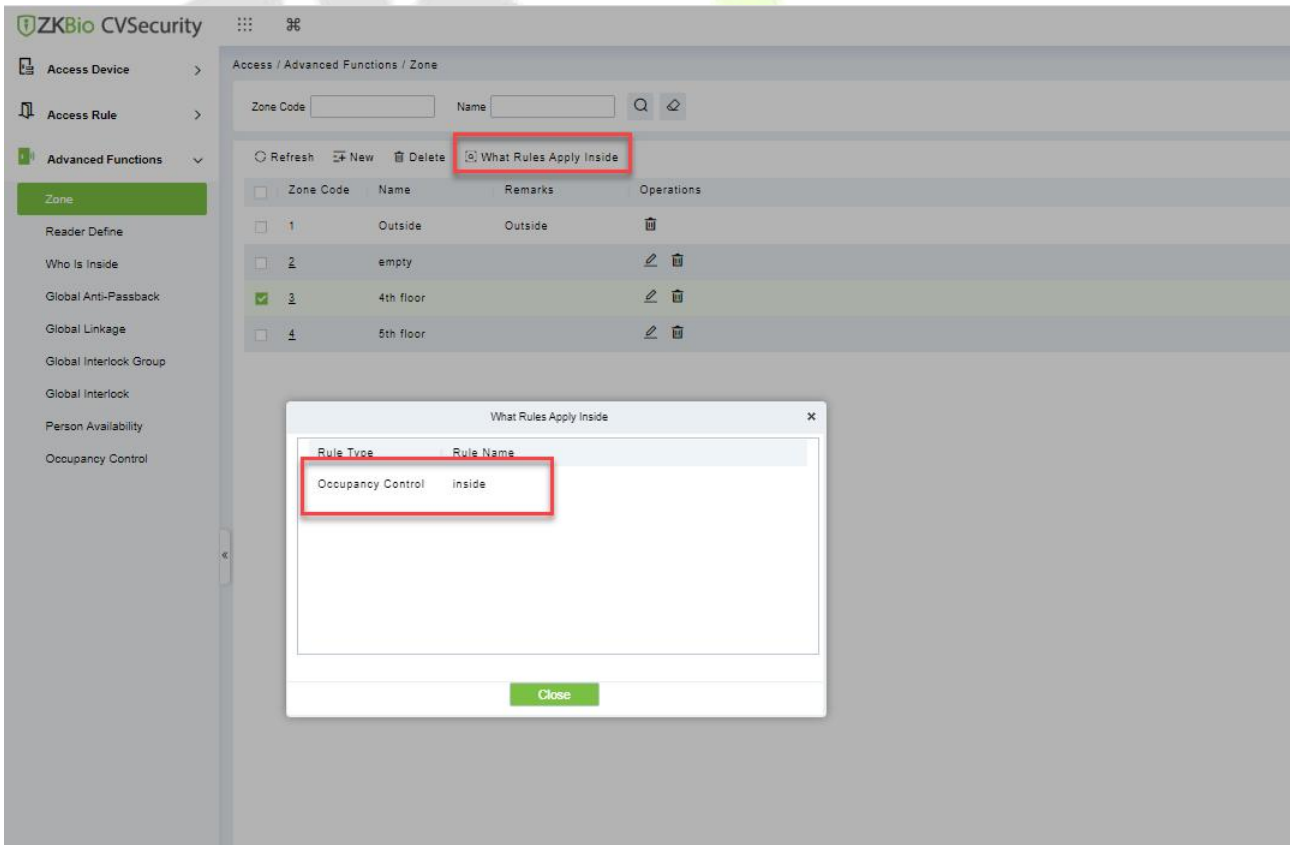 ZKBio CVSecurity
Access Device
Access Rule
Advanced Functions
Zone
Reader Define
Who Is Inside
Global Anti-Passback
Global Linkage
Global Interlock Group
Global Interlock
Person Availability
Occupancy Control
Access / Advanced Functions / Zone
Zone Code Name
Refresh New Delete What Rules Apply Inside
Zone Code Name Remarks Operations
1 Outside Outside
2 empty
3 4th floor
4 5th floor
What Rules Apply Inside
Rule Type Rule Name
Occupancy Control inside
Close